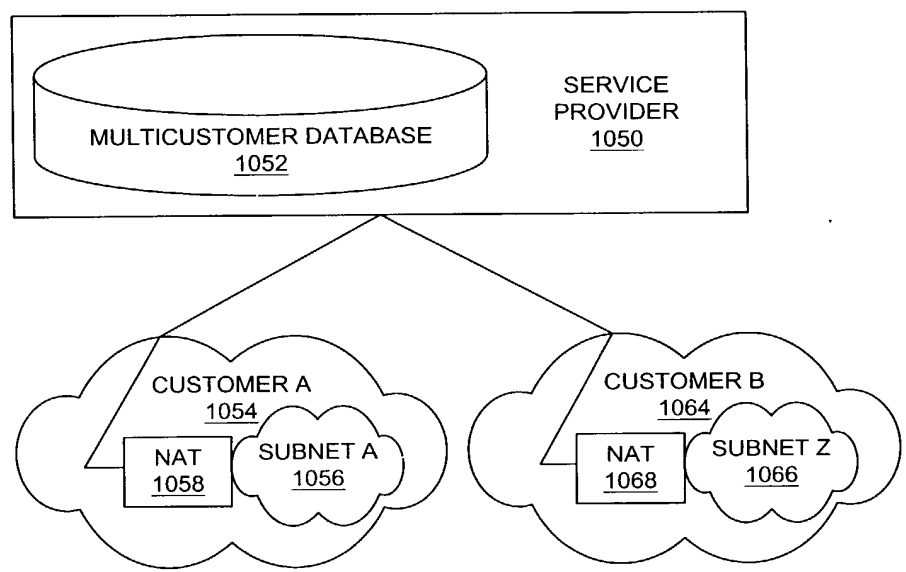 SERVICE
PROVIDER
1050
MULTICUSTOMER DATABASE
1052
CUSTOMER A
1054
NAT
1058
SUBNET A
1056
CUSTOMER B
1064
NAT
1068
SUBNET Z
1066